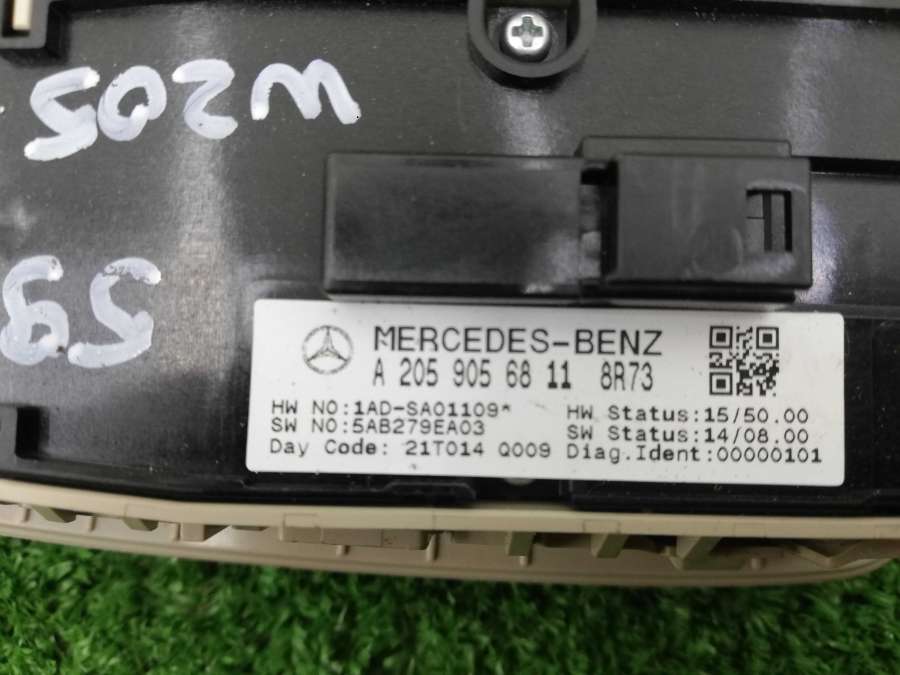 W205
59
MERCEDES-BENZ
A 205 905 68 11 8R73
HW NO:1AD-SA01109* HW Status:15/50.00
SW NO:5AB279EA03 SW Status:14/08.00
Day Code: 21T014 Q009 Diag.Ident:00000101